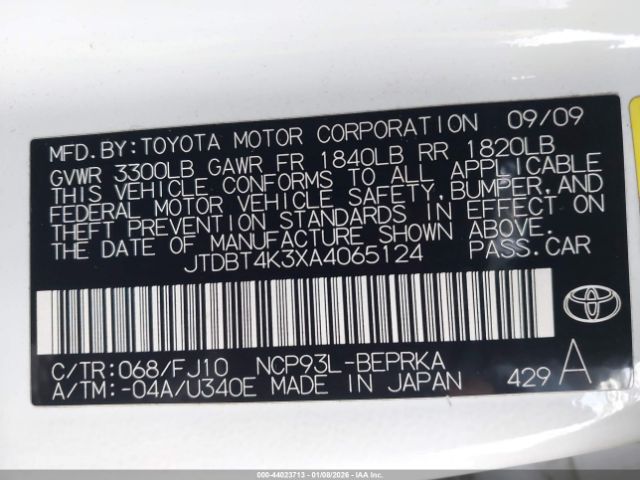 MFD.BY:TOYOTA MOTOR CORPORATION 09/09
GVWR 3300LB GAWR FR 1840LB RR 1820LB
THIS VEHICLE CONFORMS TO ALL APPLICABLE
FEDERAL MOTOR VEHICLE SAFETY,BUMPER,AND
THEFT PREVENTION STANDARDS IN EFFECT ON
THE DATE OF MANUFACTURE SHOWN ABOVE.
JTDBT4K3XA4065124 PASS.CAR
C/TR:068/FJ10 NCP93L-BEPRKA
A/TM:-04A/U340E MADE IN JAPAN 429 A
000-44023713 - 01/08/2026 - IAAI.COM